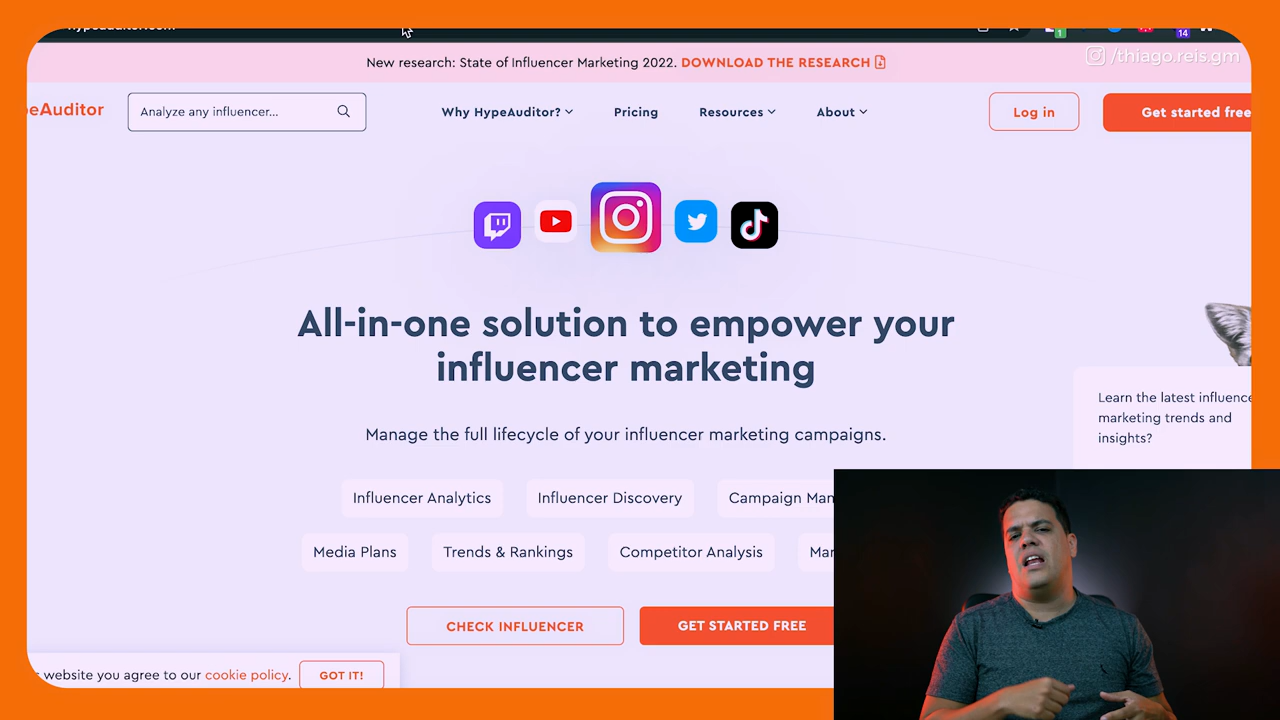 1
14
/thiago.reis.gm
New research: State of Influencer Marketing 2022. DOWNLOAD THE RESEARCH
eAuditor
Analyze any influencer...
Why HypeAuditor?
Pricing
Resources
About
Log in
Get started free
All-in-one solution to empower your
influencer marketing
Manage the full lifecycle of your influencer marketing campaigns.
Learn the latest influence
marketing trends and
insights?
Influencer Analytics
Influencer Discovery
Campaign Man
Media Plans
Trends & Rankings
Competitor Analysis
Mar
CHECK INFLUENCER
GET STARTED FREE
website you agree to our cookie policy.
GOT IT!